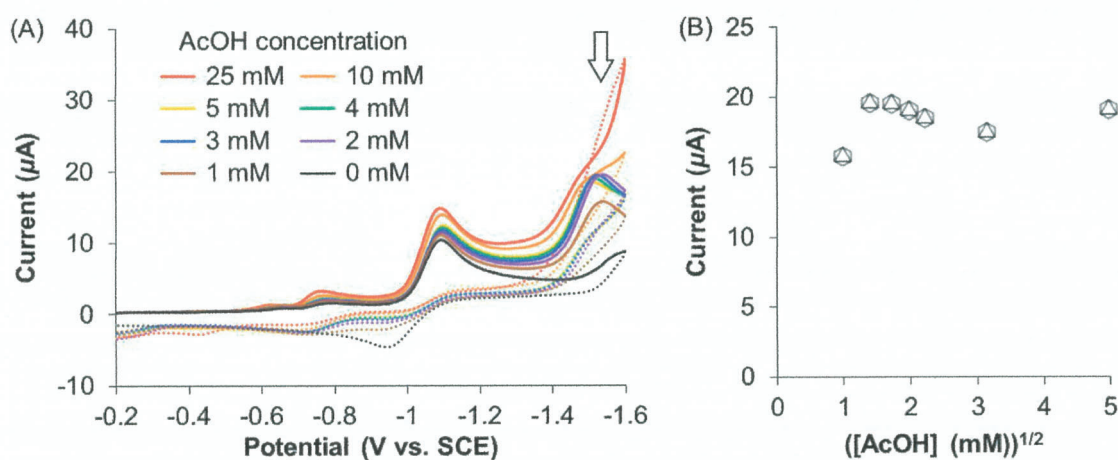 (A)
AcOH concentration
25 mM 10 mM
5 mM 4 mM
3 mM 2 mM
1 mM 0 mM
40
30
20
10
0
-10
Current (µA)
-0.2 -0.4 -0.6 -0.8 -1 -1.2 -1.4 -1.6
Potential (V vs. SCE)
(B)
25
20
15
10
5
0
Current (µA)
0 1 2 3 4 5
([AcOH] (mM))1/2